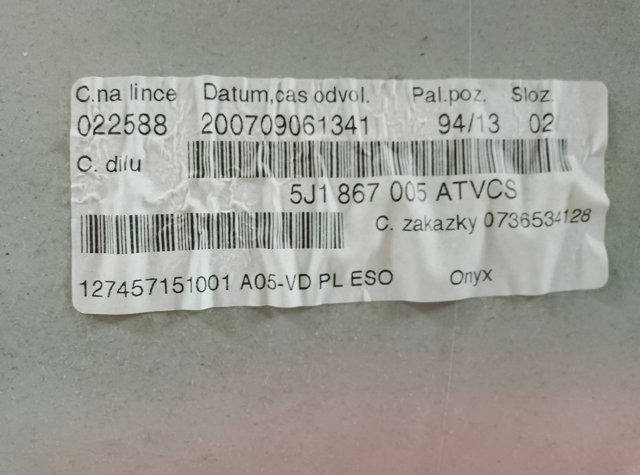 C.na lince Datum,cas odvol. Pal.poz. Sloz.
022588 200709061341 94/13 02
C. dilu
5J1 867 005 ATVCS
C. zakazky 0736534128
127457151001 A05-VD PL ESO Onyx